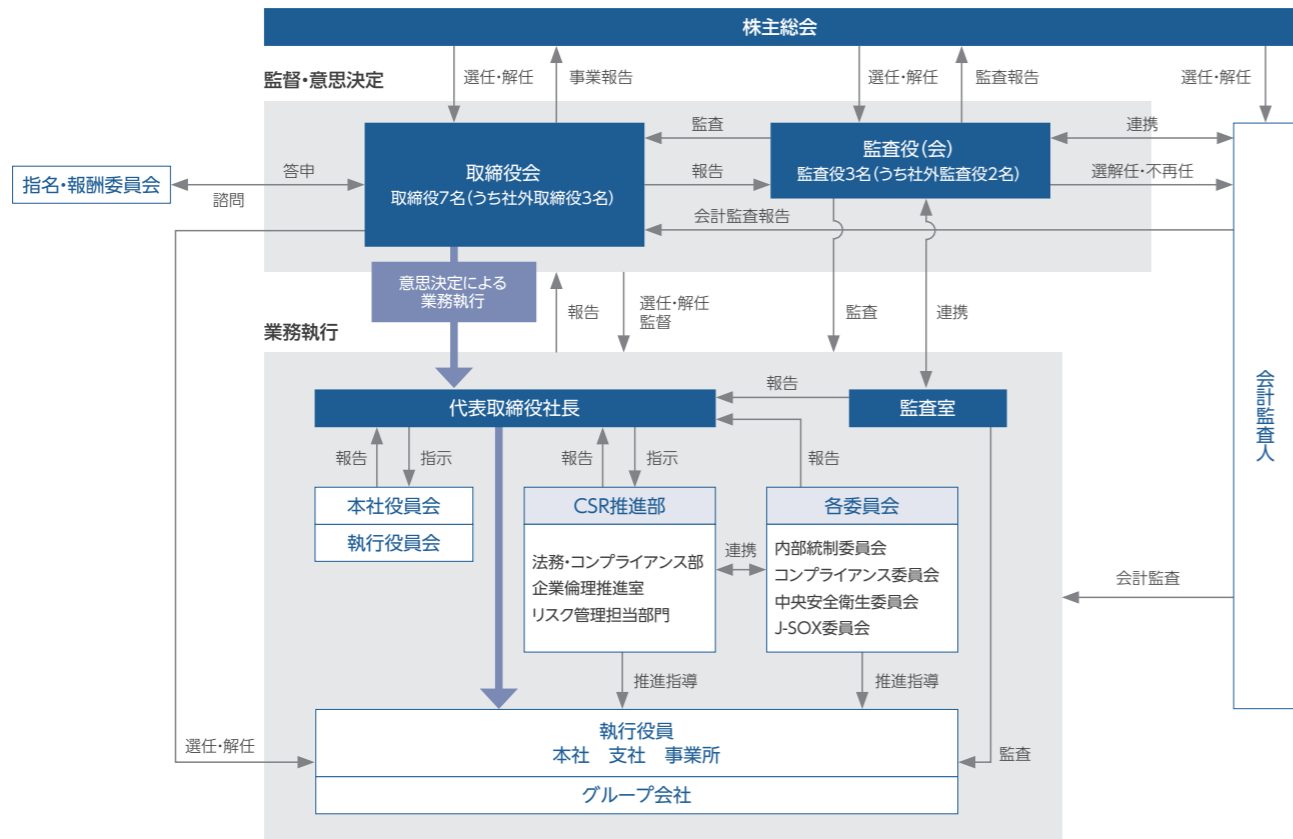 株主総会
監督・意思決定
選任・解任
事業報告
選任・解任
監査報告
選任・解任
取締役会
取締役7名(うち社外取締役3名)
監査
報告
監査役(会)
監査役3名(うち社外監査役2名)
連携
選解任・不再任
指名・報酬委員会
答申
諮問
会計監査報告
意思決定による
業務執行
報告
選任・解任
監督
監査
連携
業務執行
会計監査人
代表取締役社長
報告
監査室
報告
指示
報告
指示
報告
本社役員会
執行役員会
CSR推進部
法務・コンプライアンス部
企業倫理推進室
リスク管理担当部門
連携
各委員会
内部統制委員会
コンプライアンス委員会
中央安全衛生委員会
J-SOX委員会
会計監査
推進指導
推進指導
選任・解任
執行役員
本社　支社　事業所
監査
グループ会社